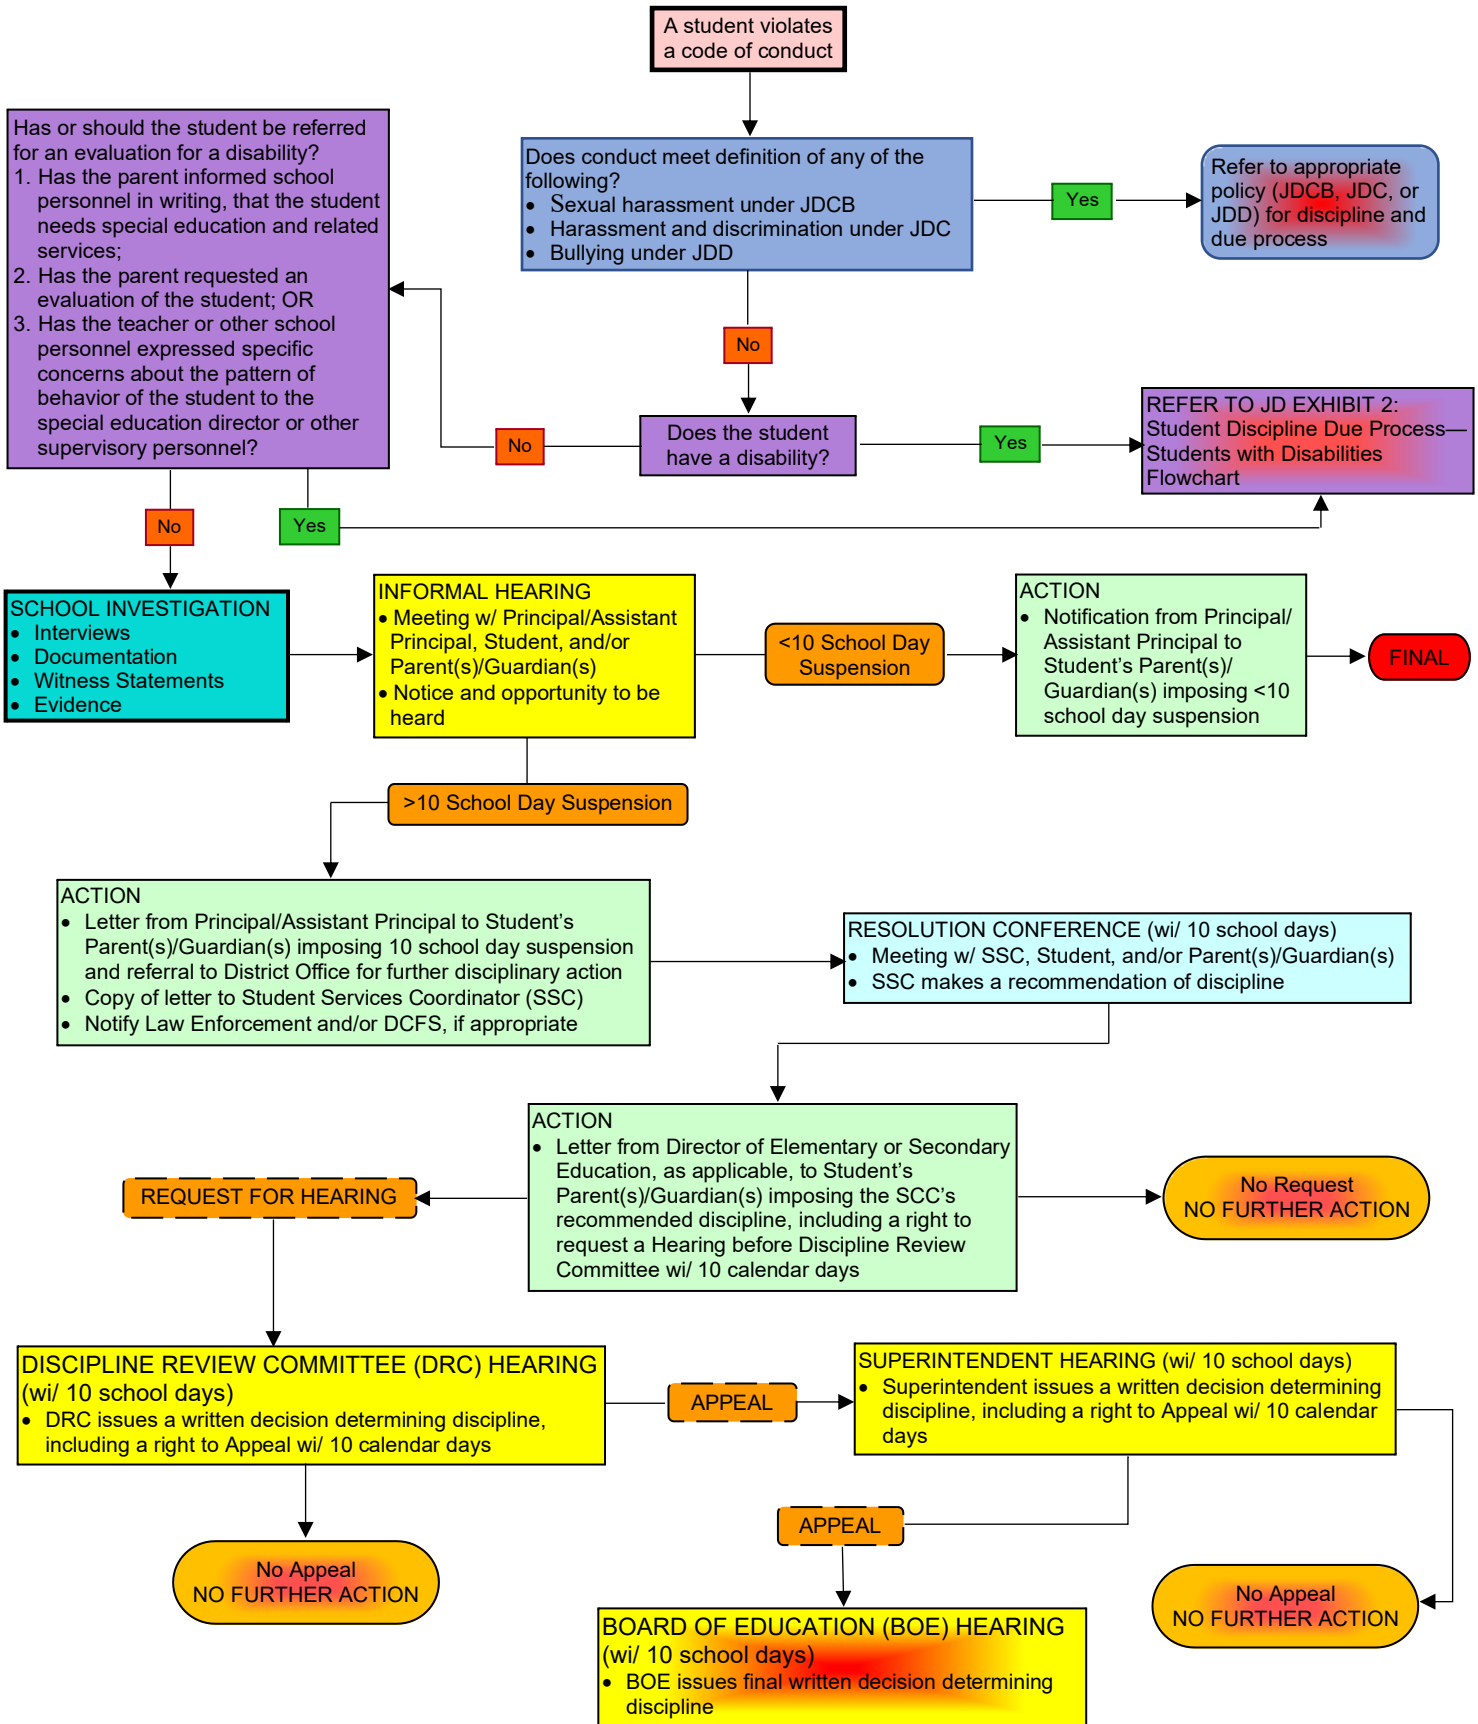 A student violates
a code of conduct
Has or should the student be referred
for an evaluation for a disability?
1. Has the parent informed school
personnel in writing, that the student
needs special education and related
services;
2. Has the parent requested an
evaluation of the student; OR
3. Has the teacher or other school
personnel expressed specific
concerns about the pattern of
behavior of the student to the
special education director or other
supervisory personnel?
Does conduct meet definition of any of the
following?
• Sexual harassment under JDCB
• Harassment and discrimination under JDC
• Bullying under JDD
Yes
Refer to appropriate
policy (JDCB, JDC, or
JDD) for discipline and
due process
No
No
Does the student
have a disability?
Yes
REFER TO JD EXHIBIT 2:
Student Discipline Due Process—
Students with Disabilities
Flowchart
No
Yes
SCHOOL INVESTIGATION
• Interviews
• Documentation
• Witness Statements
• Evidence
INFORMAL HEARING
• Meeting w/ Principal/Assistant
Principal, Student, and/or
Parent(s)/Guardian(s)
• Notice and opportunity to be
heard
<10 School Day
Suspension
ACTION
• Notification from Principal/
Assistant Principal to
Student's Parent(s)/
Guardian(s) imposing <10
school day suspension
FINAL
>10 School Day Suspension
ACTION
• Letter from Principal/Assistant Principal to Student's
Parent(s)/Guardian(s) imposing 10 school day suspension
and referral to District Office for further disciplinary action
• Copy of letter to Student Services Coordinator (SSC)
• Notify Law Enforcement and/or DCFS, if appropriate
RESOLUTION CONFERENCE (wi/ 10 school days)
• Meeting w/ SSC, Student, and/or Parent(s)/Guardian(s)
• SSC makes a recommendation of discipline
ACTION
• Letter from Director of Elementary or Secondary
Education, as applicable, to Student's
Parent(s)/Guardian(s) imposing the SCC's
recommended discipline, including a right to
request a Hearing before Discipline Review
Committee wi/ 10 calendar days
REQUEST FOR HEARING
No Request
NO FURTHER ACTION
DISCIPLINE REVIEW COMMITTEE (DRC) HEARING
(wi/ 10 school days)
• DRC issues a written decision determining discipline,
including a right to Appeal wi/ 10 calendar days
APPEAL
SUPERINTENDENT HEARING (wi/ 10 school days)
• Superintendent issues a written decision determining
discipline, including a right to Appeal wi/ 10 calendar
days
APPEAL
No Appeal
NO FURTHER ACTION
No Appeal
NO FURTHER ACTION
BOARD OF EDUCATION (BOE) HEARING
(wi/ 10 school days)
• BOE issues final written decision determining
discipline